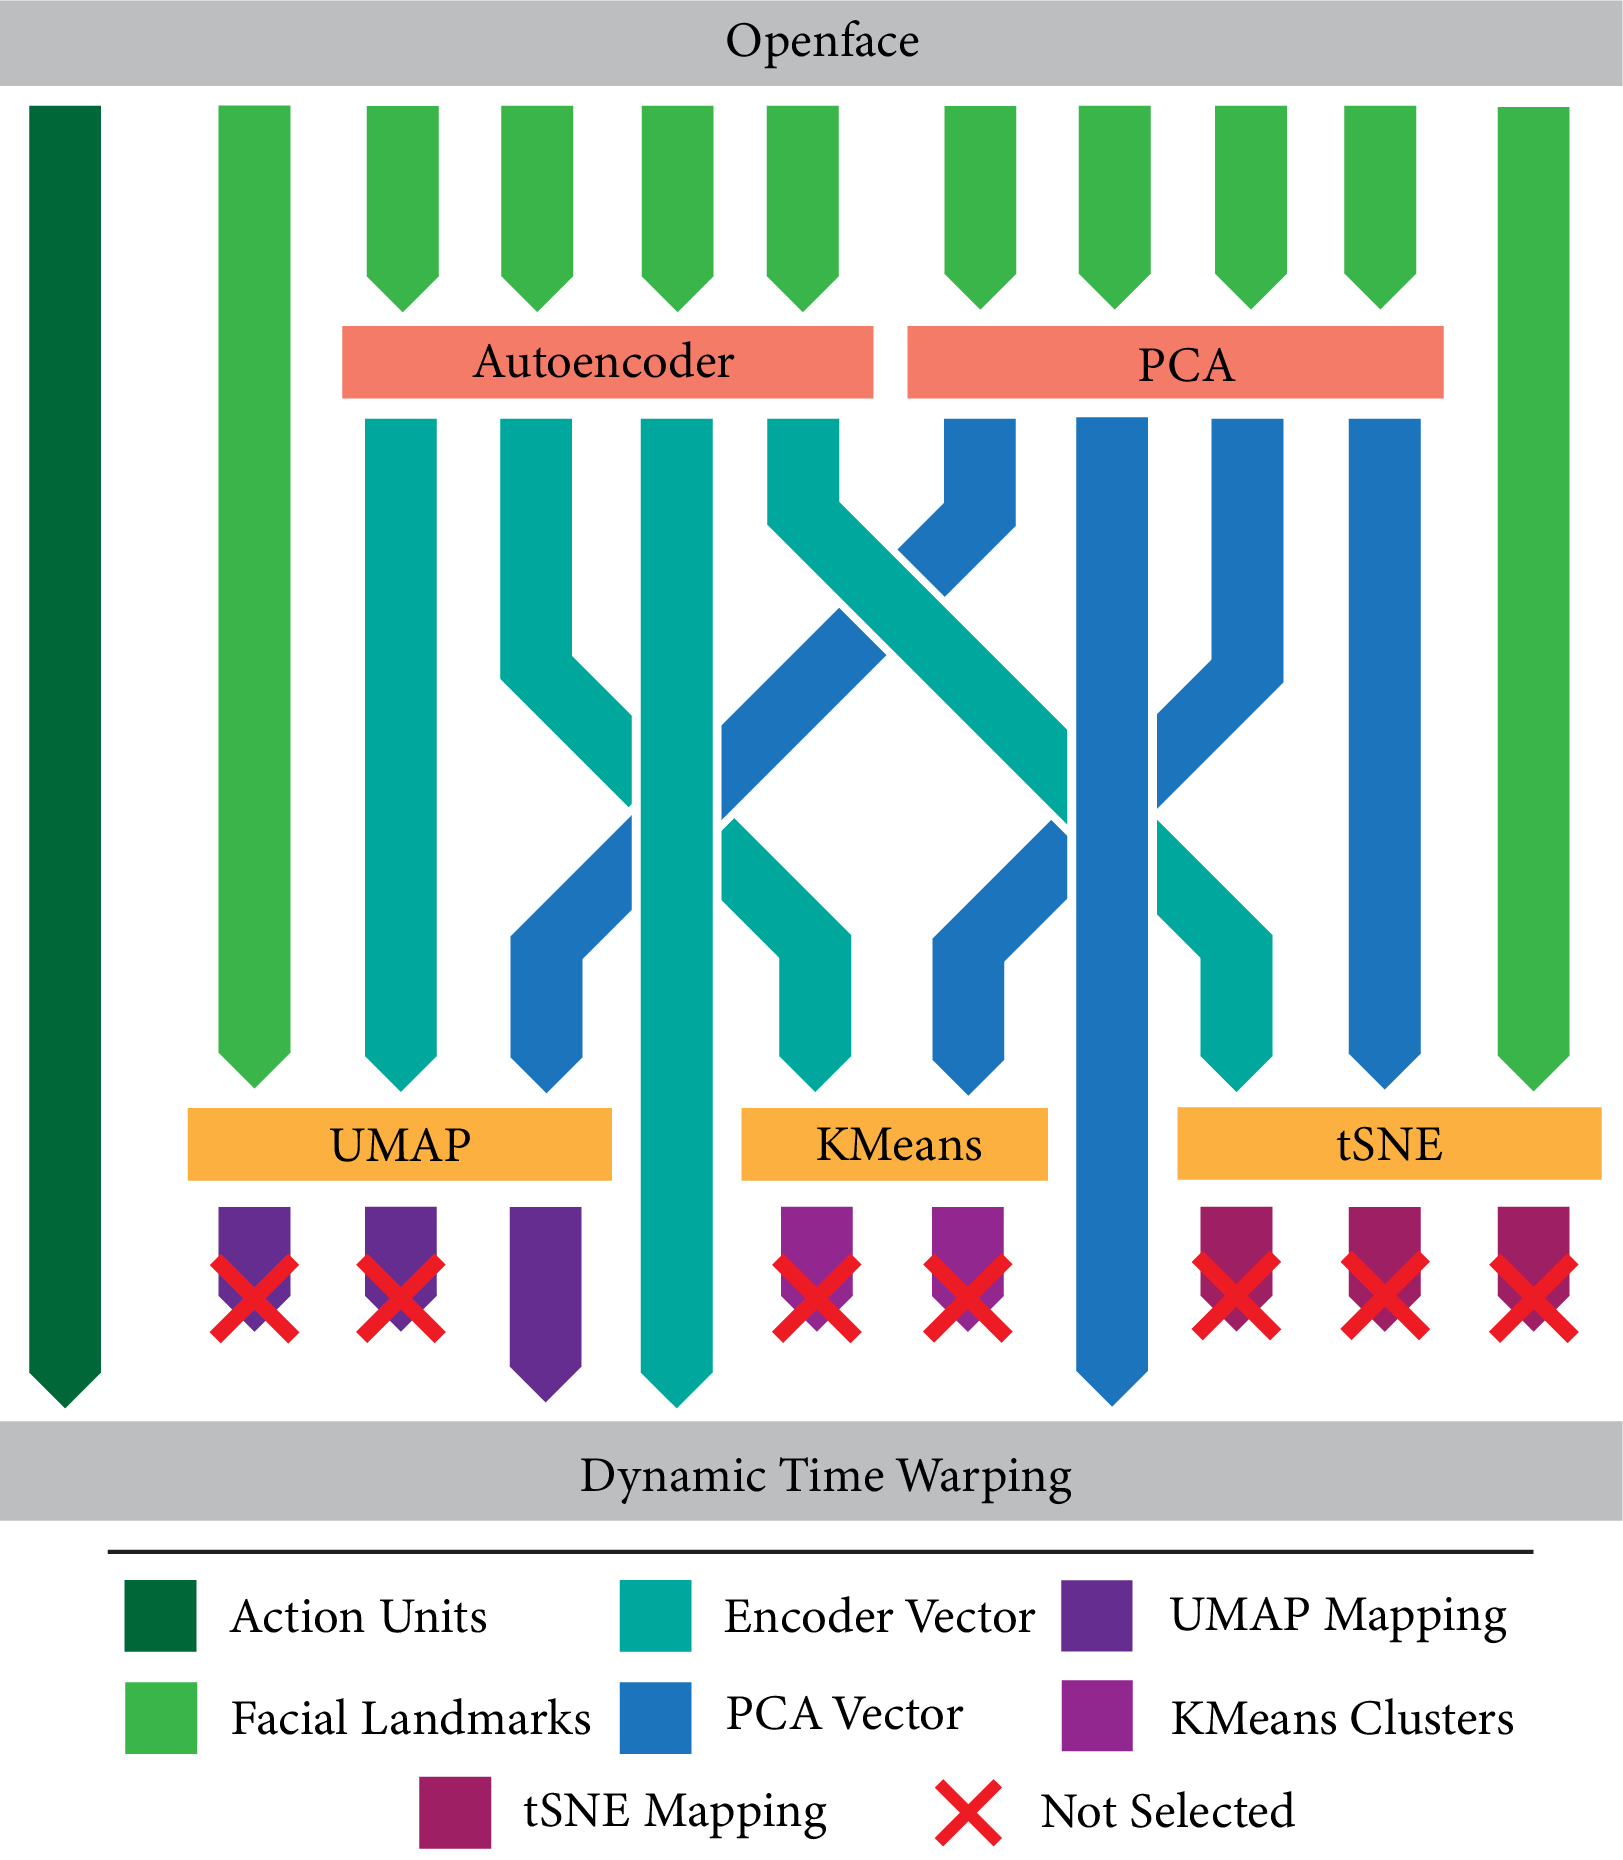 Openface
Autoencoder
PCA
UMAP
KMeans
tSNE
Dynamic Time Warping
Action Units
Encoder Vector
UMAP Mapping
Facial Landmarks
PCA Vector
KMeans Clusters
tSNE Mapping
Not Selected